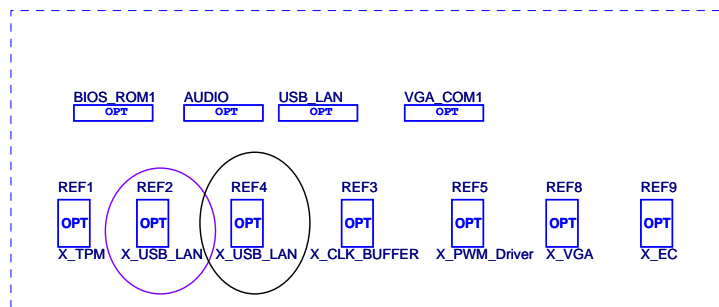 BIOS_ROM1 AUDIO USB_LAN VGA_COM1
OPT OPT OPT OPT
REF1 REF2 REF4 REF3 REF5 REF8 REF9
OPT OPT OPT OPT OPT OPT OPT
X_TPM X_USB_LAN X_USB_LAN X_CLK_BUFFER X_PWM_Driver X_VGA X_EC